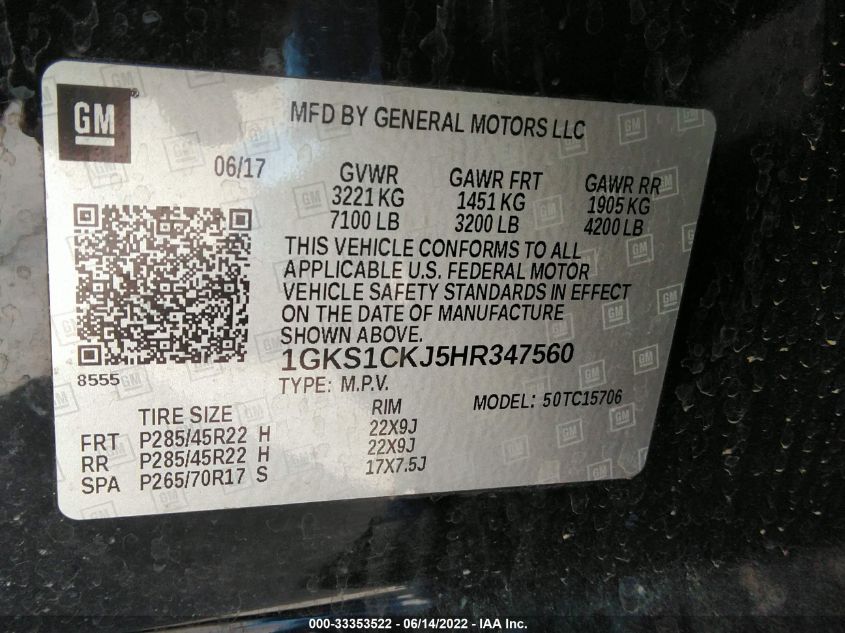 GM
MFD BY GENERAL MOTORS LLC
06/17 GVWR GAWR FRT GAWR RR
3221 KG 1451 KG 1905 KG
7100 LB 3200 LB 4200 LB
THIS VEHICLE CONFORMS TO ALL
APPLICABLE U.S. FEDERAL MOTOR
VEHICLE SAFETY STANDARDS IN EFFECT
ON THE DATE OF MANUFACTURE
SHOWN ABOVE.
1GKS1CKJ5HR347560
8555
TYPE: M.P.V. MODEL: 50TC15706
TIRE SIZE RIM
FRT P285/45R22 H 22X9J
RR P285/45R22 H 22X9J
SPA P265/70R17 S 17X7.5J
000-33353522 - 06/14/2022 - IAA Inc.